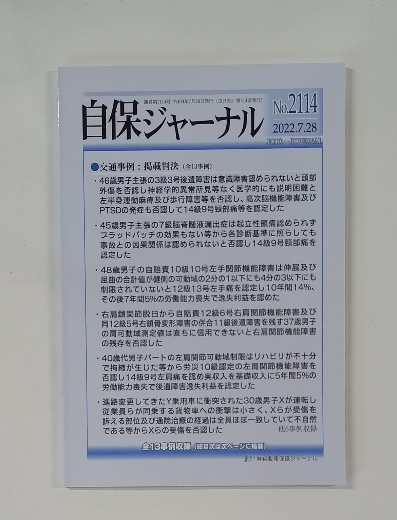 自保ジャーナル
No.2114
2022.7.28
●交通事例：掲載判決（全13事例）
・46歳男子主張の3級3号後遺障害は意識障害認められないと頭部
外傷を否認し神経学的異常所見等なく医学的にも説明困難と
左半身運動麻痺及び歩行障害等を否認し、高次脳機能障害及び
PTSDの発症も否認して14級9号頸部痛等を認定した
・45歳男子主張の7級脳脊髄液漏出症は起立性頭痛認められず
ブラッドパッチの効果もない等から各診断基準に照らしても
事故との因果関係は認められないと否認し14級9号頸部痛を
認定した
・48歳男子の自賠責10級10号左手関節機能障害は伸展及び
屈曲の合計値が健側の可動域の2分の1以下にも4分の3以下にも
制限されていないと12級13号左手痛を認定し10年間14%、
その後7年間5%の労働能力喪失で逸失利益を認めた
・右肩鎖関節脱臼から自賠責12級6号右肩関節機能障害及び
同12級5号右鎖骨変形障害の併合11級後遺障害を残す37歳男子
の肩可動域測定値は直ちに信用できないと右肩関節機能障害
の残存を否認した
・40歳代男子パートの左肩関節可動域制限はリハビリが不十分
で拘縮が生じた等から労災10級認定の左肩関節機能障害を
否認し14級9号左肩痛を認め実収入を基礎収入に5年間5%の
労働能力喪失で後遺障害逸失利益を認定した
・進路変更してきたY乗用車に衝突された30歳男子Xが運転し
従業員らが同乗する貨物車への衝撃は小さく、Xらが受傷を
訴える部位及び通院治療の経過は全員ほぼ一致していて不自然
である等からXらの受傷を否認した
他5事例収録
全13事例収録